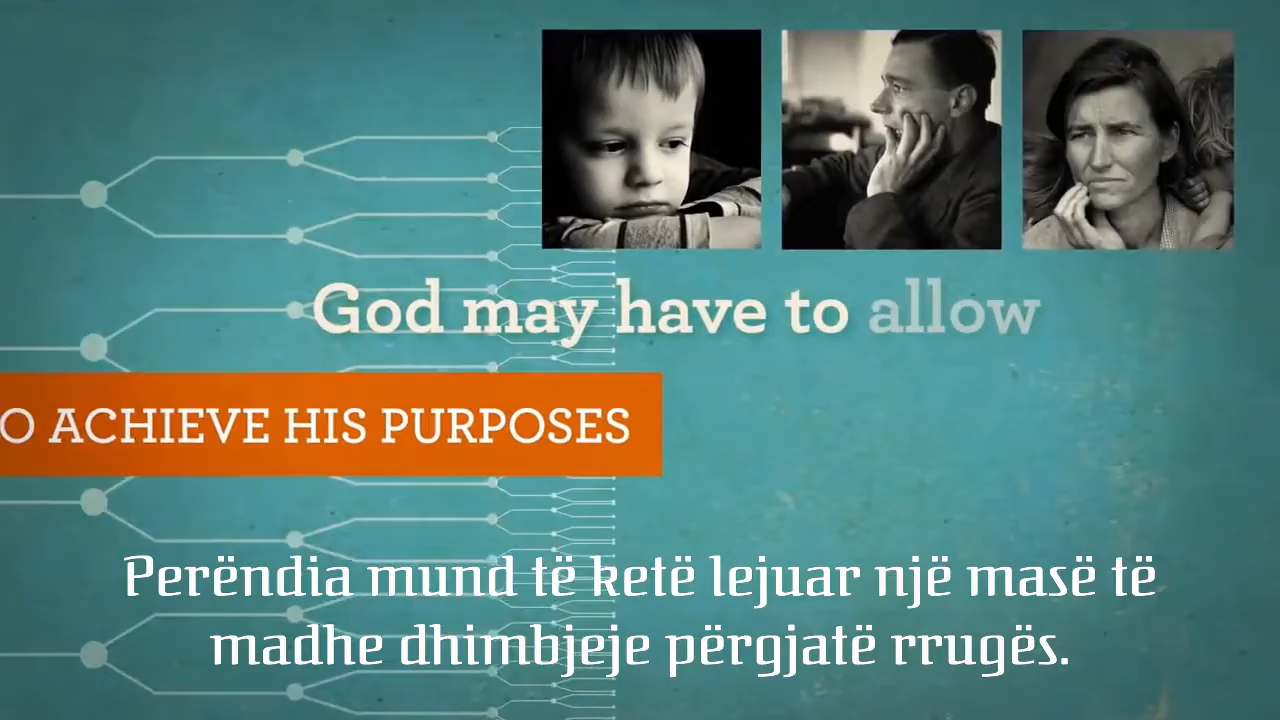 God may have to allow
O ACHIEVE HIS PURPOSES
Perëndia mund të ketë lejuar një masë të
madhe dhimbjeje përgjatë rrugës.